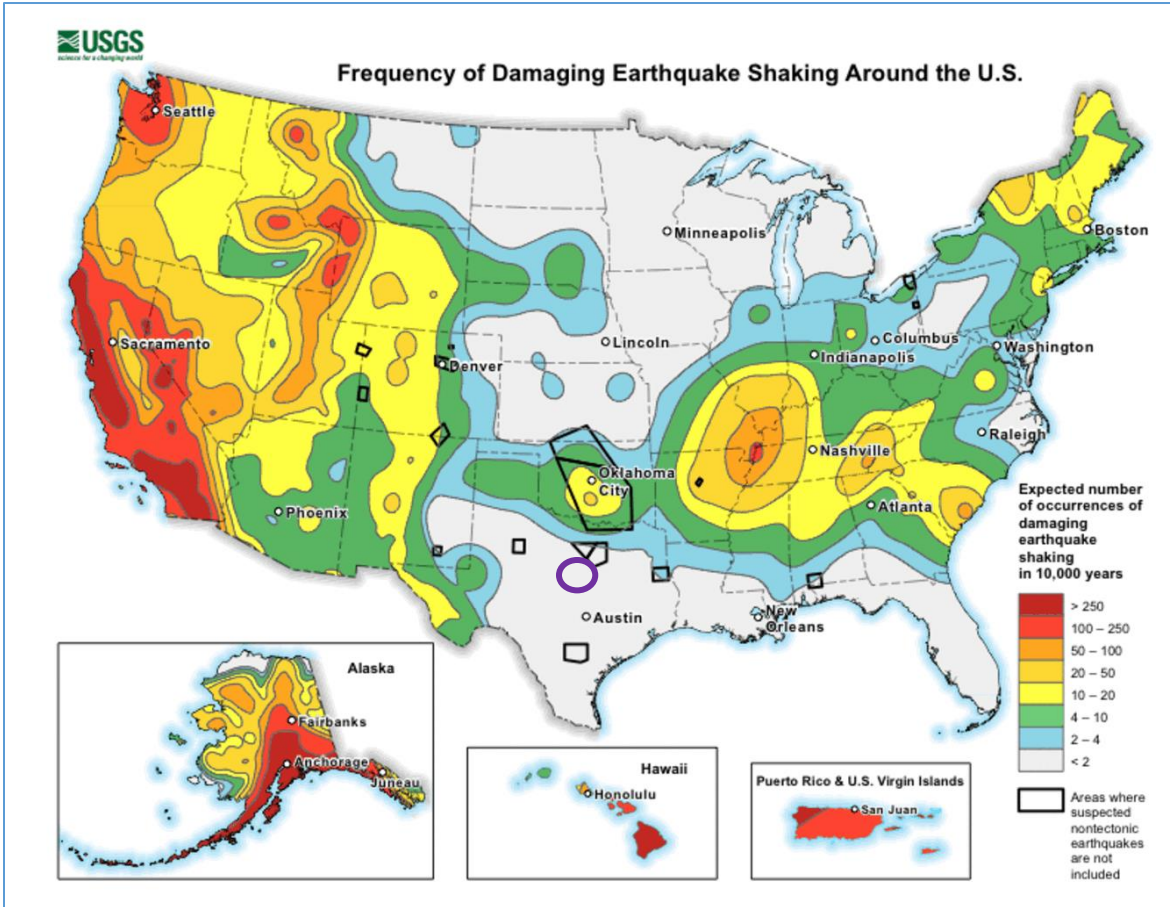 USGS
science for a changing world
Frequency of Damaging Earthquake Shaking Around the U.S.
Seattle
Minneapolis
Boston
Sacramento
Denver
Lincoln
Columbus
Indianapolis
Washington
Raleigh
Nashville
Oklahoma
City
Phoenix
Atlanta
Austin
New
Orleans
Expected number
of occurrences of
damaging
earthquake
shaking
in 10,000 years
> 250
100 – 250
50 – 100
20 – 50
10 – 20
4 – 10
2 – 4
< 2
Areas where
suspected
nontectonic
earthquakes
are not
included
Alaska
Fairbanks
Anchorage
Juneau
Hawaii
Honolulu
Puerto Rico & U.S. Virgin Islands
San Juan